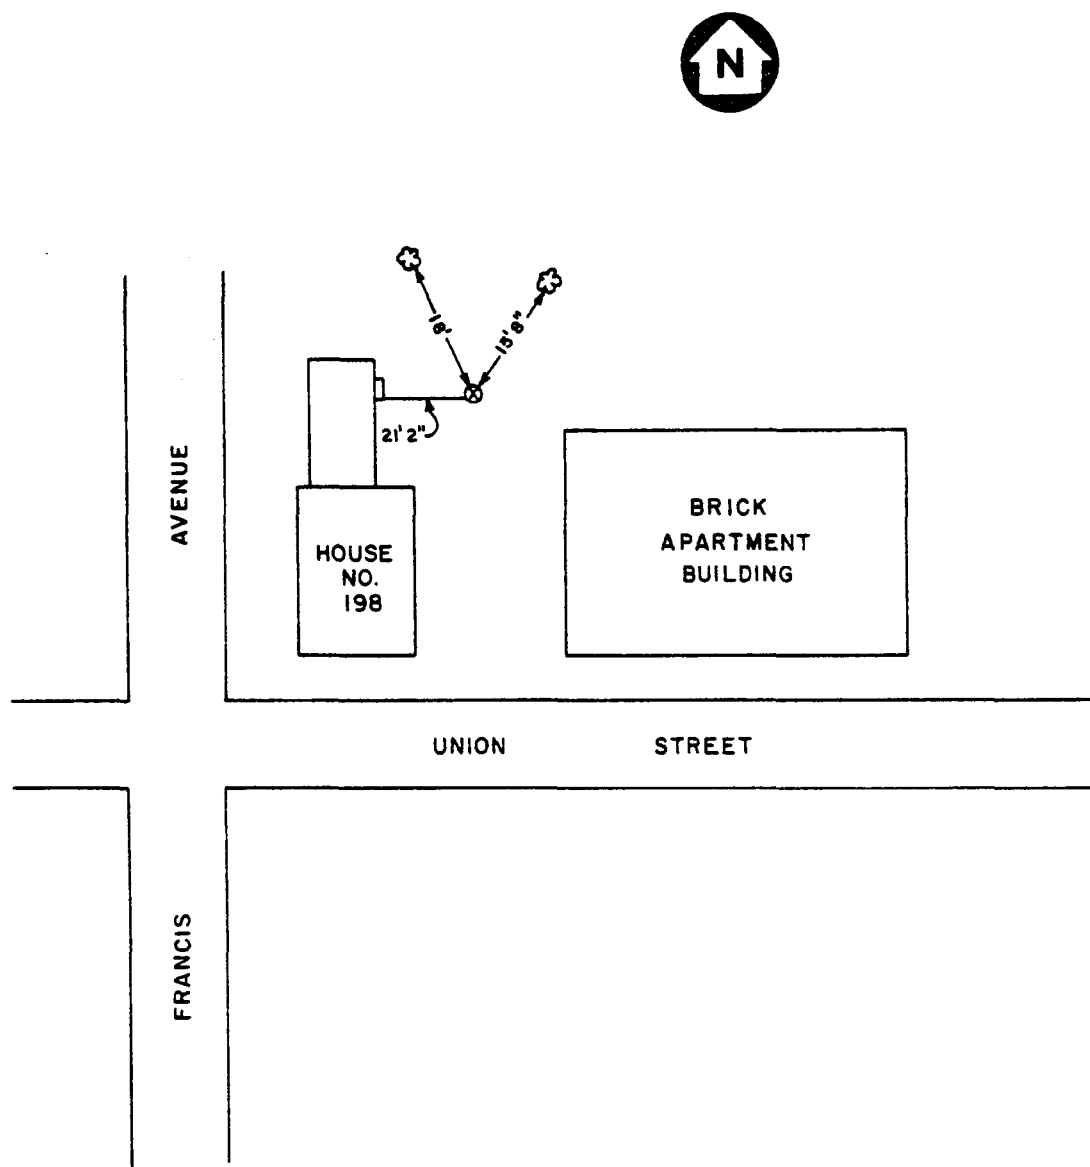 N
18'
15'8"
21'2"
AVENUE
HOUSE
NO.
198
BRICK
APARTMENT
BUILDING
UNION STREET
FRANCIS